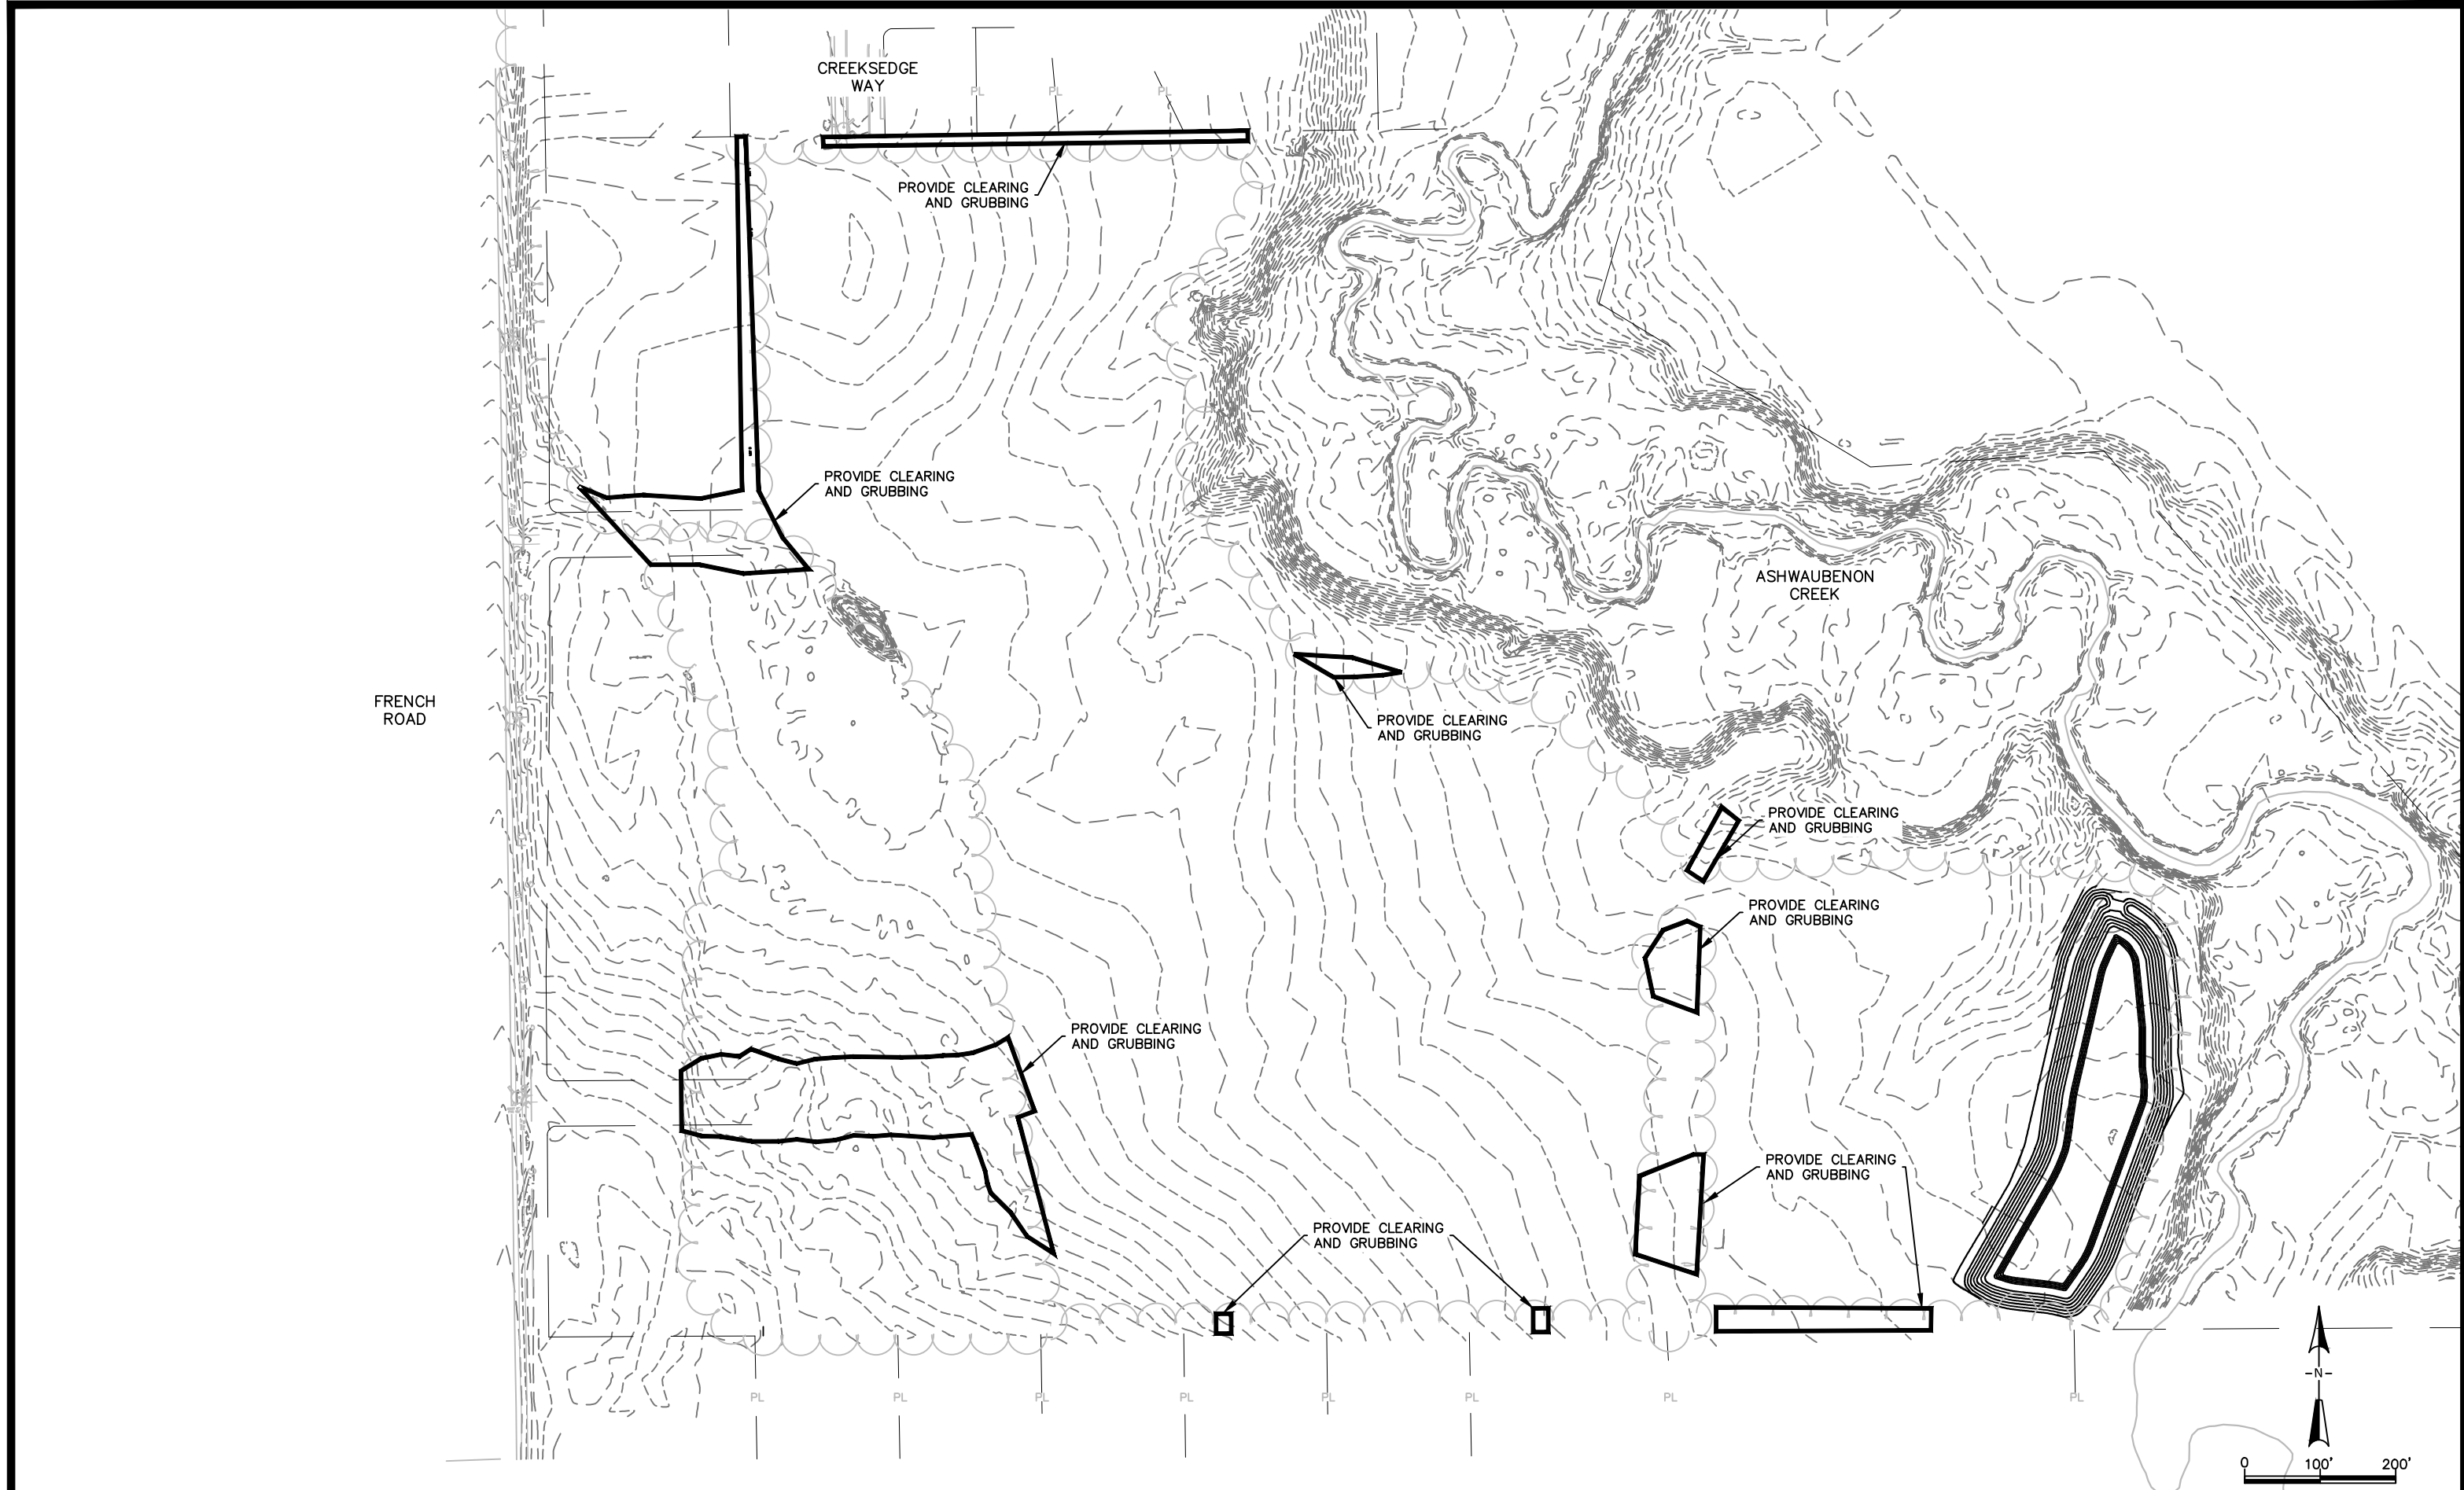 CREEKSEDGE
WAY
PL
PL
PL
PROVIDE CLEARING
AND GRUBBING
PROVIDE CLEARING
AND GRUBBING
ASHWAUBENON
CREEK
FRENCH
ROAD
PROVIDE CLEARING
AND GRUBBING
PROVIDE CLEARING
AND GRUBBING
PROVIDE CLEARING
AND GRUBBING
PROVIDE CLEARING
AND GRUBBING
PROVIDE CLEARING
AND GRUBBING
PROVIDE CLEARING
AND GRUBBING
-N-
PL
PL
PL
PL
PL
PL
PL
PL
0 100' 200'